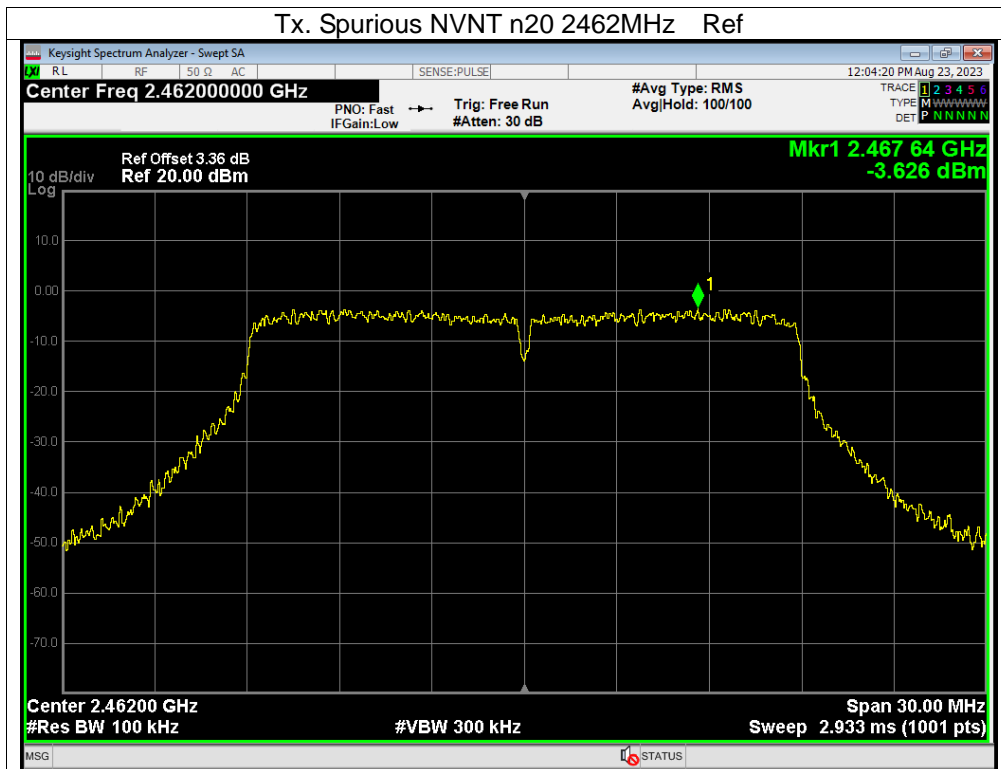 Tx. Spurious NVNT n20 2462MHz Ref
Keysight Spectrum Analyzer - Swept SA
LXI RL RF 50 Ω AC SENSE:PULSE 12:04:20 PM Aug 23, 2023
Center Freq 2.462000000 GHz
PNO: Fast
IFGain:Low
Trig: Free Run
#Atten: 30 dB
#Avg Type: RMS
Avg|Hold: 100/100
TRACE 1 2 3 4 5 6
TYPE M WWWWW
DET P N N N N N
Mkr1 2.467 64 GHz
-3.626 dBm
Ref Offset 3.36 dB
10 dB/div Ref 20.00 dBm
Log
10.0
0.00
1
-10.0
-20.0
-30.0
-40.0
-50.0
-60.0
-70.0
Center 2.46200 GHz Span 30.00 MHz
#Res BW 100 kHz #VBW 300 kHz Sweep 2.933 ms (1001 pts)
MSG STATUS